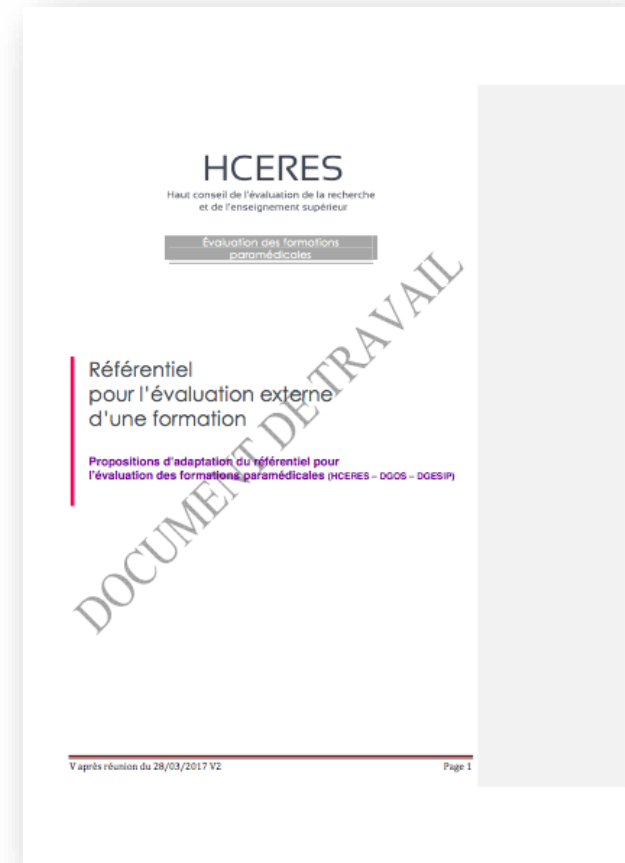 HCERES
Haut conseil de l'évaluation de la recherche
et de l'enseignement supérieur
Évaluation des formations
paramédicales
DOCUMENT DE TRAVAIL
Référentiel
pour l'évaluation externe
d'une formation
Propositions d'adaptation du référentiel pour
l'évaluation des formations paramédicales (HCERES – DGOS – DGESIP)
V après réunion du 28/03/2017 V2 Page 1